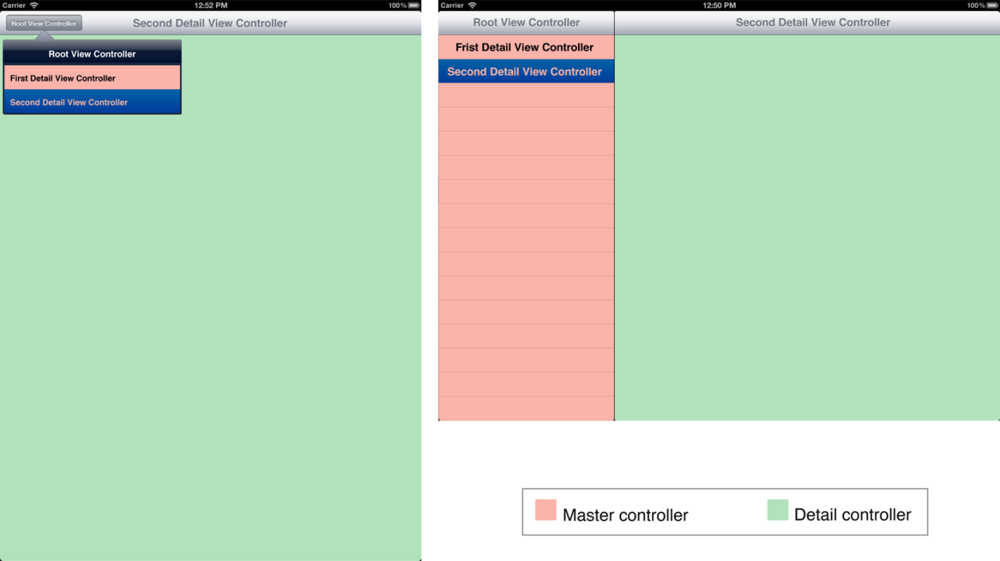 Carrier 12:52 PM 100%
Root View Controller Second Detail View Controller
Root View Controller
First Detail View Controller
Second Detail View Controller
Carrier 12:50 PM 100%
Root View Controller Second Detail View Controller
Frist Detail View Controller
Second Detail View Controller
Master controller Detail controller